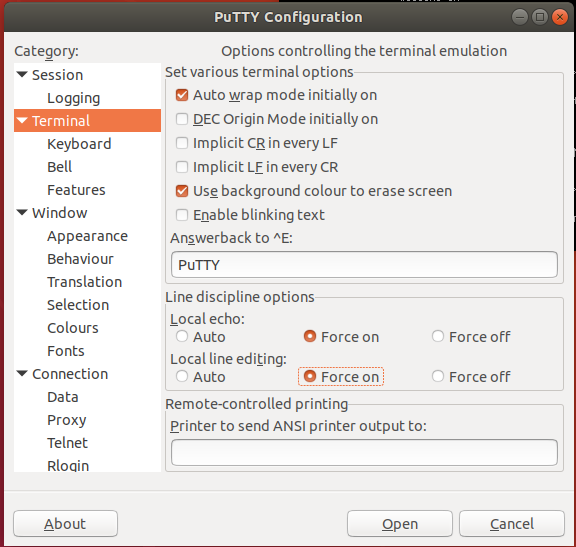 PuTTY Configuration
Category:
Session
Logging
Terminal
Keyboard
Bell
Features
Window
Appearance
Behaviour
Translation
Selection
Colours
Fonts
Connection
Data
Proxy
Telnet
Rlogin
Options controlling the terminal emulation
Set various terminal options
Auto wrap mode initially on
DEC Origin Mode initially on
Implicit CR in every LF
Implicit LF in every CR
Use background colour to erase screen
Enable blinking text
Answerback to ^E:
PuTTY
Line discipline options
Local echo:
Auto Force on Force off
Local line editing:
Auto Force on Force off
Remote-controlled printing
Printer to send ANSI printer output to:
About Open Cancel